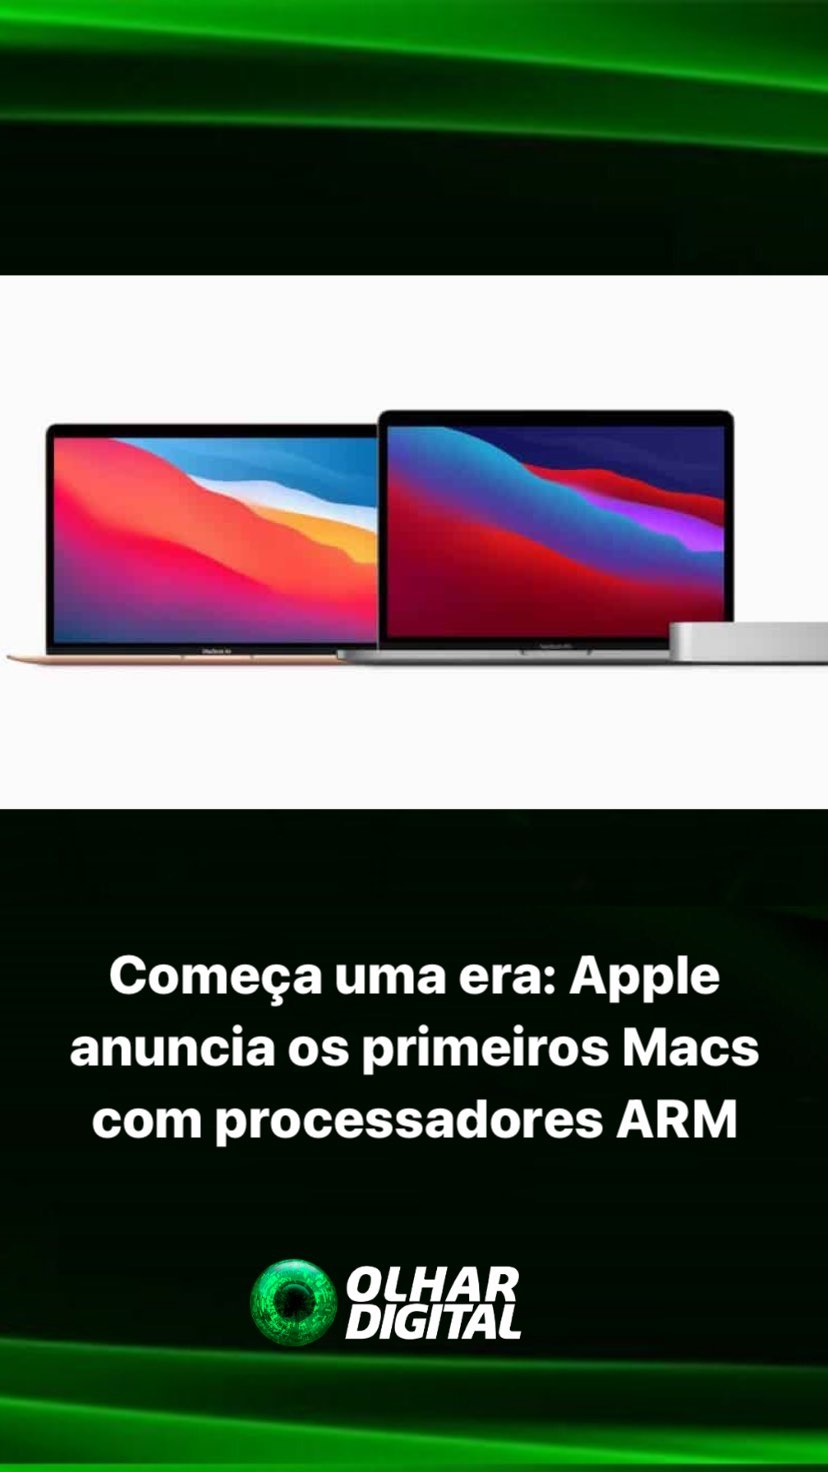 Começa uma era: Apple
anuncia os primeiros Macs
com processadores ARM
OLHAR
DIGITAL